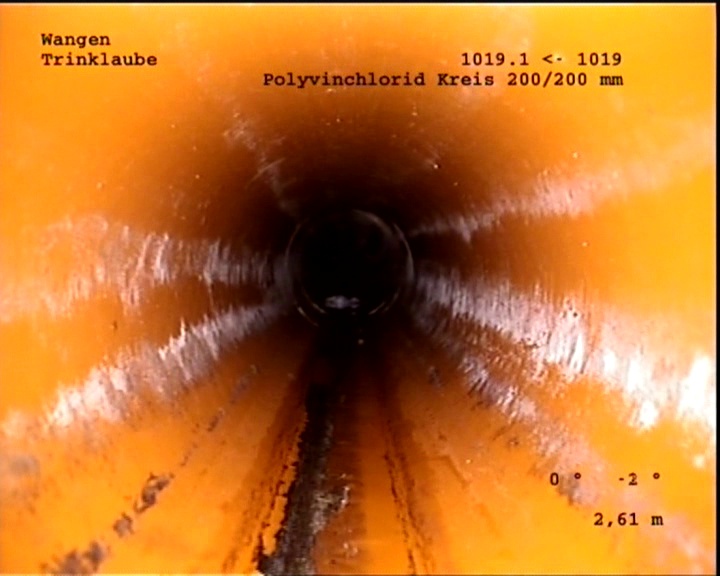 Wangen
Trinklaube
1019.1 <- 1019
Polyvinchlorid Kreis 200/200 mm
0 ° -2 °
2,61 m